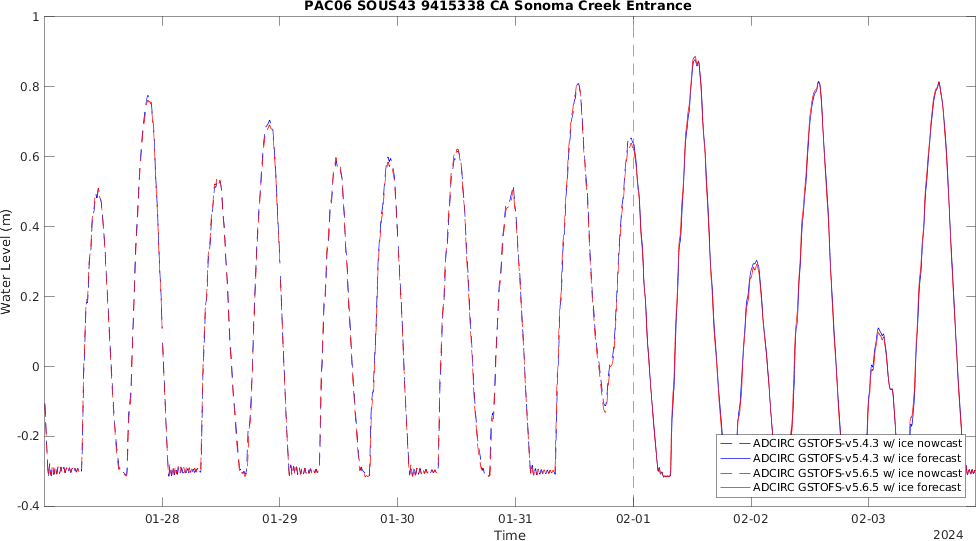 PAC06 SOUS43 9415338 CA Sonoma Creek Entrance
1
0.8
0.6
0.4
0.2
0
-0.2
-0.4
Water Level (m)
ADCIRC GSTOFS-v5.4.3 w/ ice nowcast
ADCIRC GSTOFS-v5.4.3 w/ ice forecast
ADCIRC GSTOFS-v5.6.5 w/ ice nowcast
ADCIRC GSTOFS-v5.6.5 w/ ice forecast
01-28 01-29 01-30 01-31 02-01 02-02 02-03
Time
2024